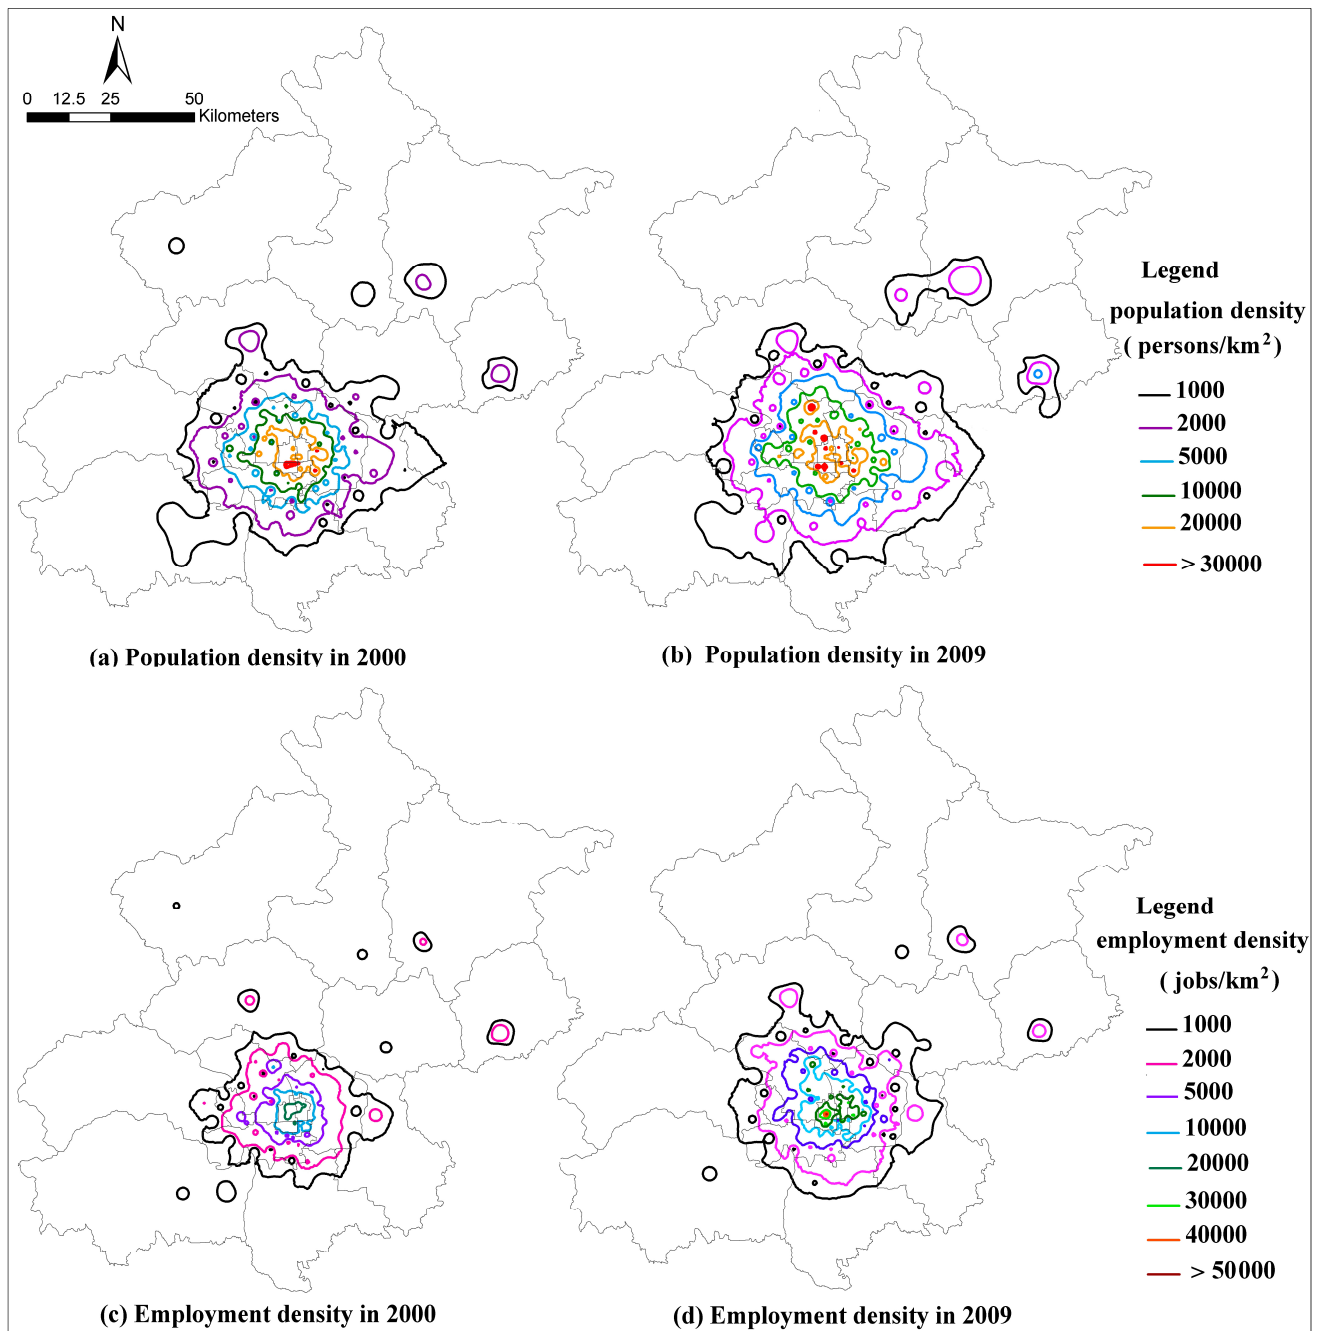 N
0 12.5 25 50
Kilometers
Legend
population density
( persons/km²)
1000
2000
5000
10000
20000
> 30000
(a) Population density in 2000
(b) Population density in 2009
Legend
employment density
( jobs/km²)
1000
2000
5000
10000
20000
30000
40000
> 50000
(c) Employment density in 2000
(d) Employment density in 2009